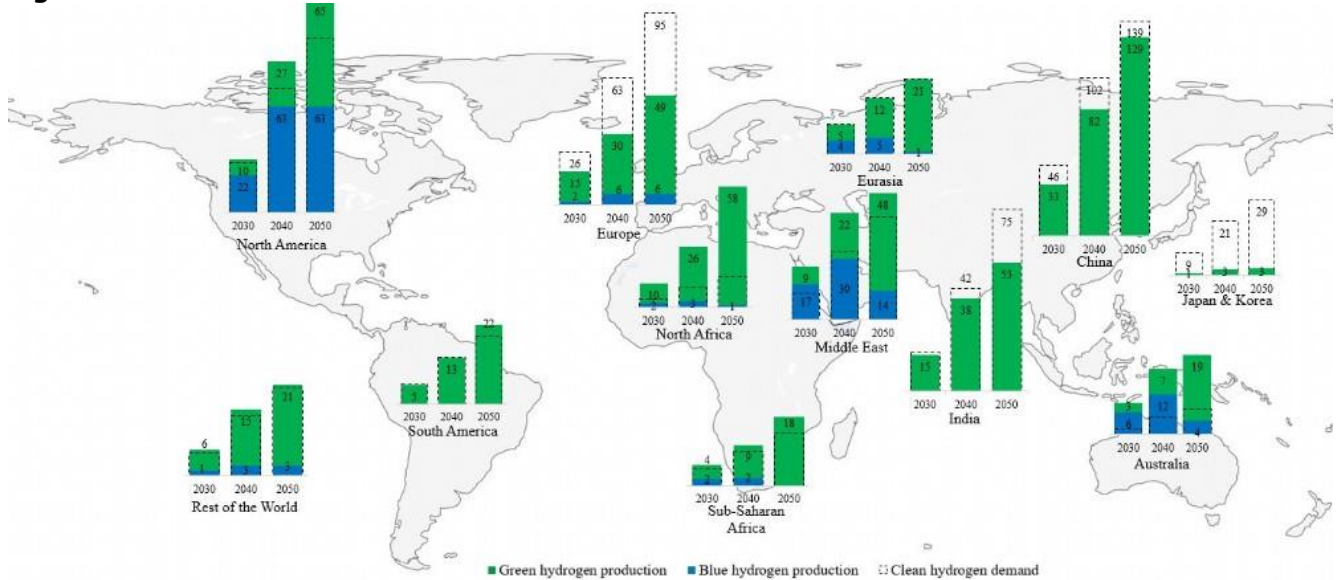 65
27
10
63 63
22
2030 2040 2050
North America
95
63
26
49
30
15
2 6 6
2030 2040 2050
Europe
21
12
5
4 5 1
2030 2040 2050
Eurasia
139
129
102
82
46
33
2030 2040 2050
China
29
21
9
1 3 3
2030 2040 2050
Japan & Korea
58
26
10
2 3 1
2030 2040 2050
North Africa
48
22
9
17 30 14
2030 2040 2050
Middle East
75
42
53
38
15
2030 2040 2050
India
22
13
5
2030 2040 2050
South America
19
7
3
12
6 4
2030 2040 2050
Australia
21
15
6
1 3 3
2030 2040 2050
Rest of the World
18
9
4
2 2
2030 2040 2050
Sub-Saharan
Africa
Green hydrogen production Blue hydrogen production Clean hydrogen demand